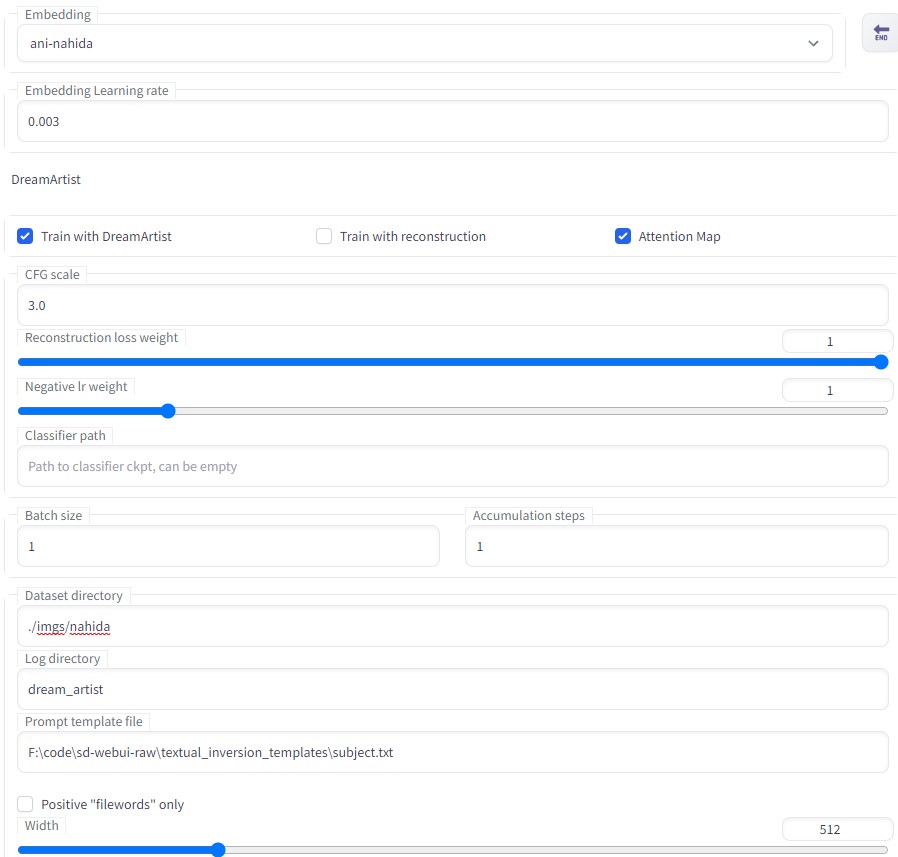 Embedding
ani-nahida
END
Embedding Learning rate
0.003
DreamArtist
Train with DreamArtist
Train with reconstruction
Attention Map
CFG scale
3.0
Reconstruction loss weight
1
Negative lr weight
1
Classifier path
Path to classifier ckpt, can be empty
Batch size
Accumulation steps
1
1
Dataset directory
./imgs/nahida
Log directory
dream_artist
Prompt template file
F:\code\sd-webui-raw\textual_inversion_templates\subject.txt
Positive "filewords" only
Width
512